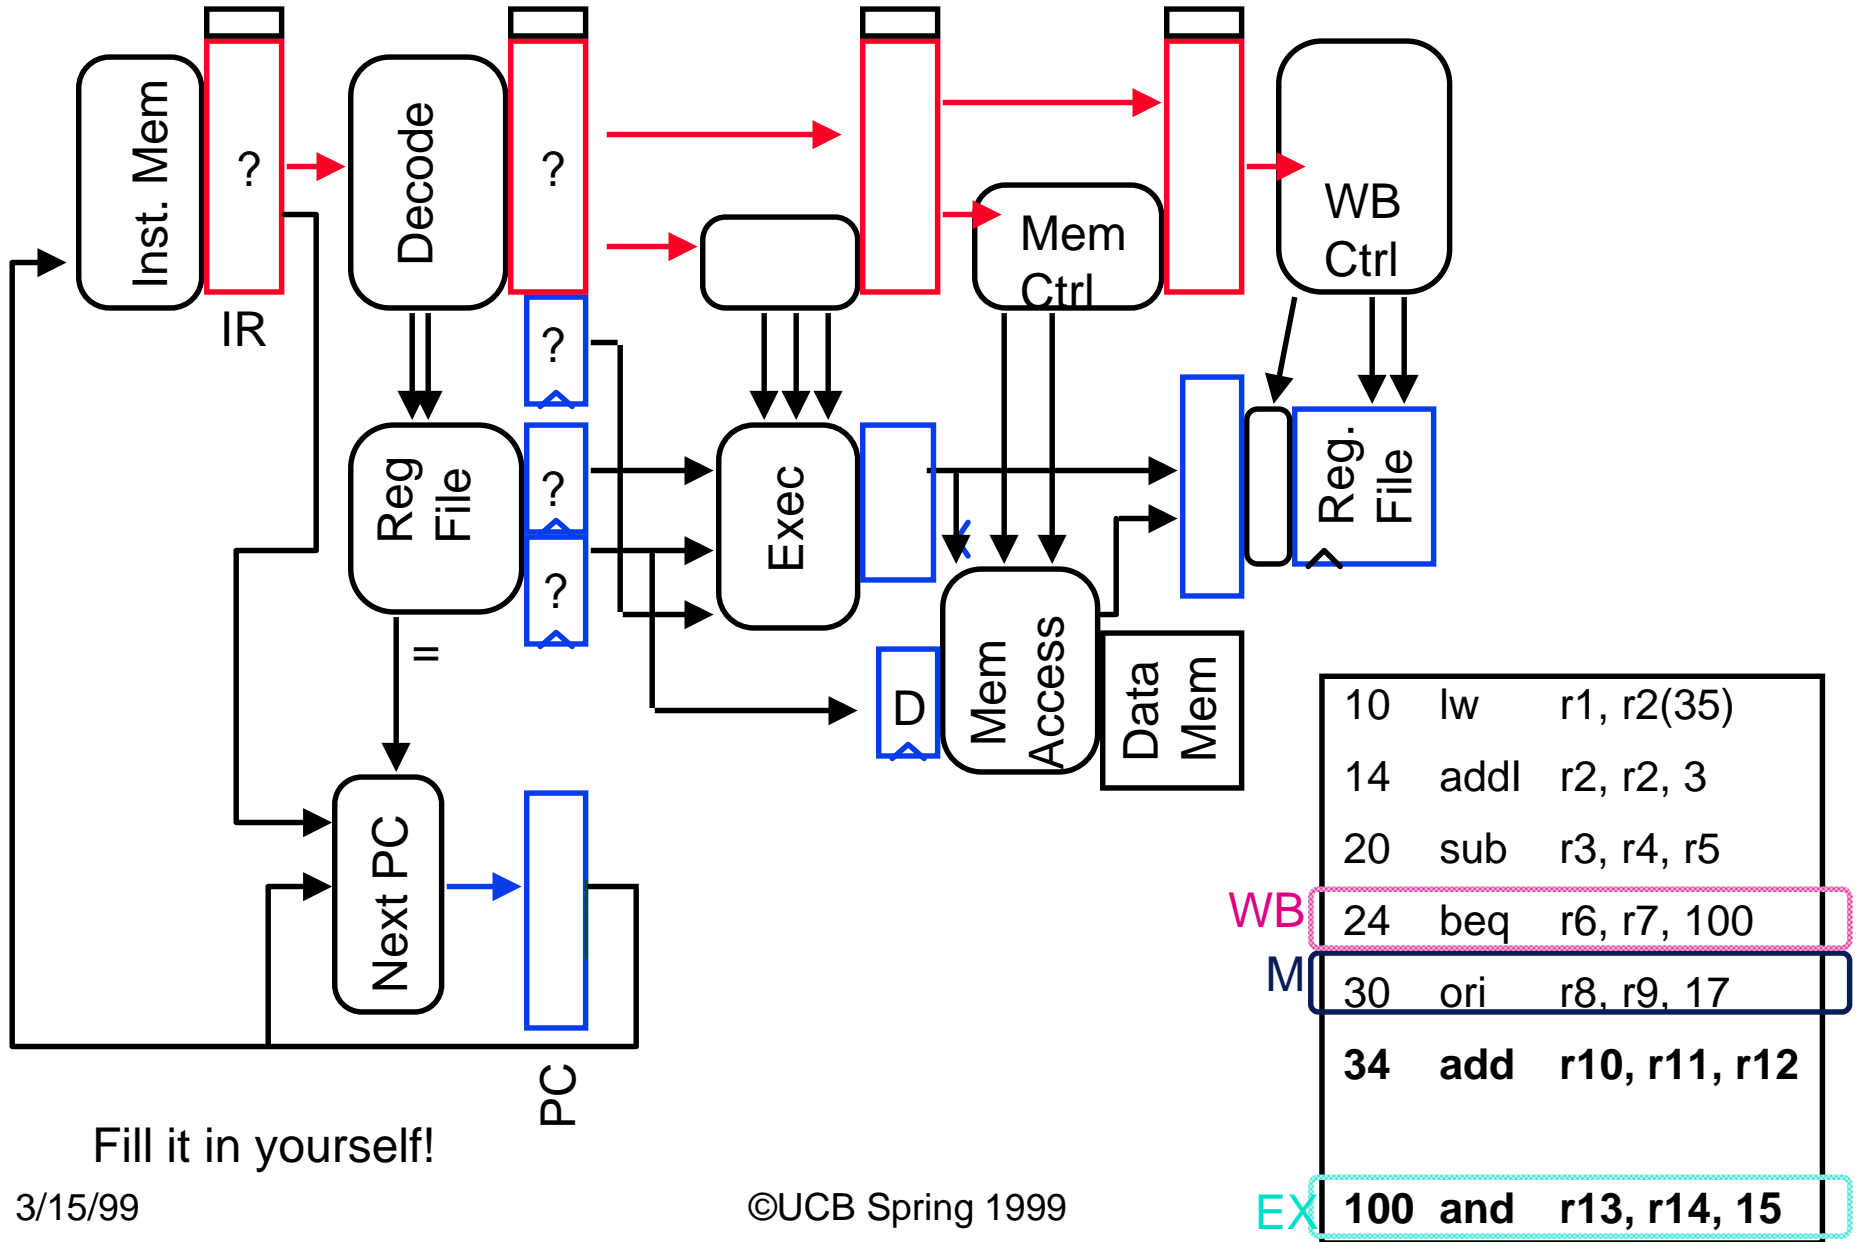 Inst. Mem
?
IR
Decode
?
?
?
?
Reg
File
=
Next PC
PC
Exec
Mem
Ctrl
D
Mem
Access
Data
Mem
WB
Ctrl
Reg.
File
10 lw r1, r2(35)
14 addI r2, r2, 3
20 sub r3, r4, r5
WB 24 beq r6, r7, 100
M 30 ori r8, r9, 17
34 add r10, r11, r12
EX 100 and r13, r14, 15
Fill it in yourself!
3/15/99
©UCB Spring 1999